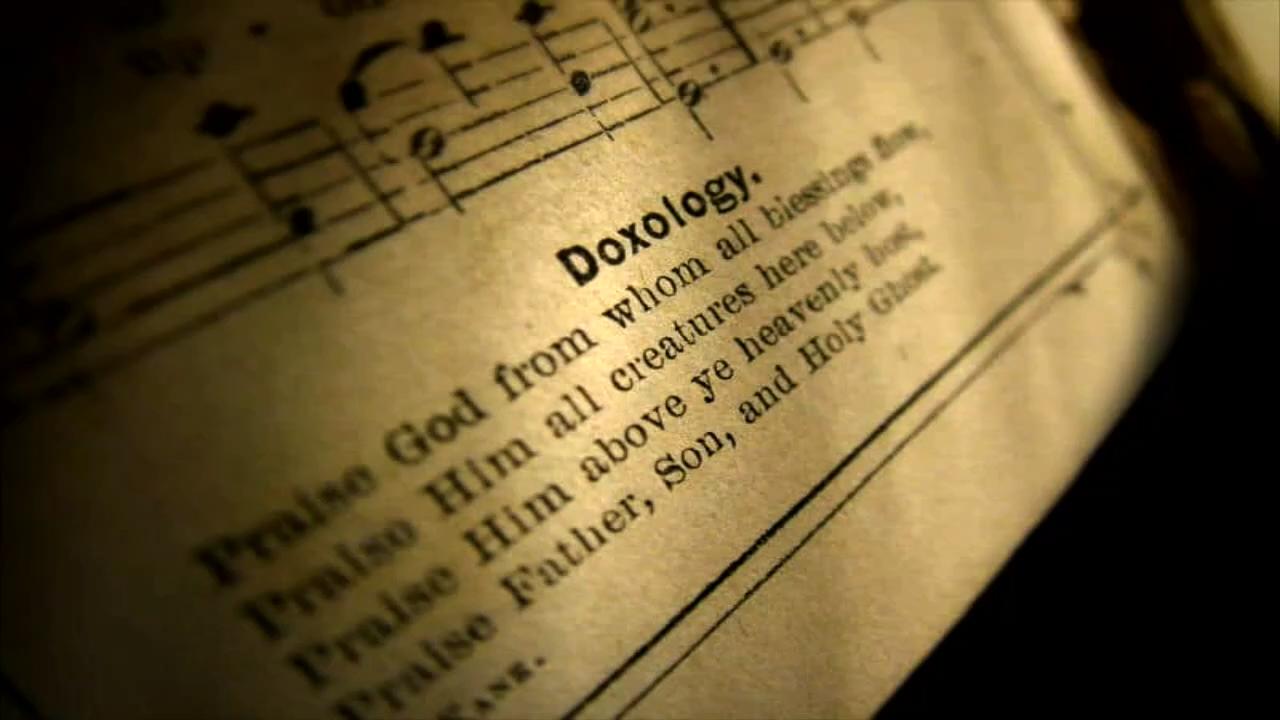 Doxology.
Praise God from whom all blessings flow,
Praise Him all creatures here below,
Praise Him above ye heavenly host,
Praise Father, Son, and Holy Ghost